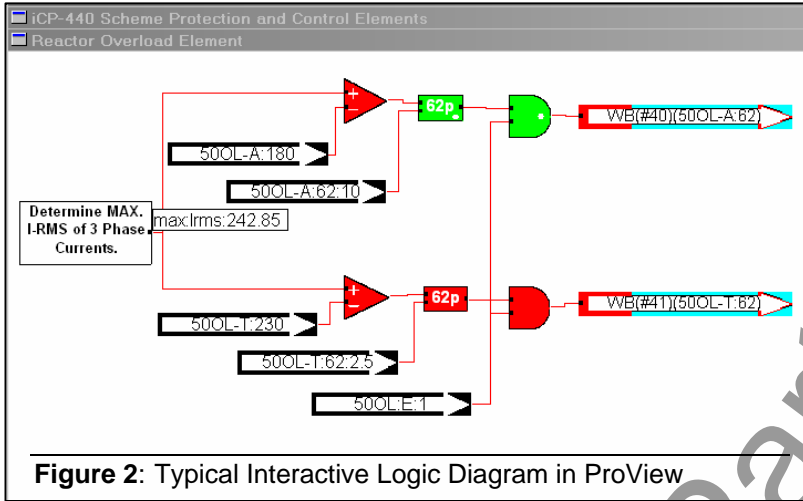 iCP-440 Scheme Protection and Control Elements
Reactor Overload Element
+
−
62p
WB(#40)(50OL-A:62)
50OL-A:180
50OL-A:62:10
Determine MAX.
I-RMS of 3 Phase
Currents.
max:Irms:242.85
+
−
62p
WB(#41)(50OL-T:62)
50OL-T:230
50OL-T:62:2.5
50OL:E:1
Figure 2: Typical Interactive Logic Diagram in ProView